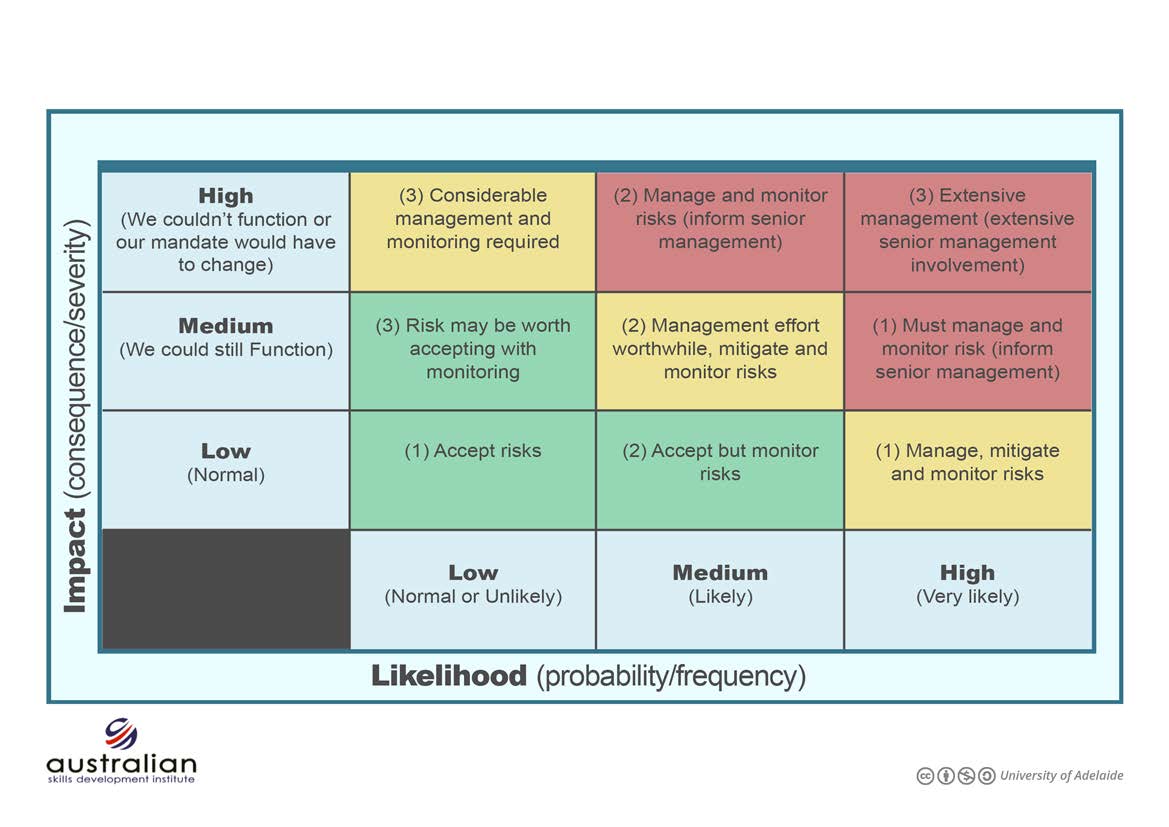 High
(We couldn’t function or
our mandate would have
to change)
(3) Considerable
management and
monitoring required
(2) Manage and monitor
risks (inform senior
management)
(3) Extensive
management (extensive
senior management
involvement)
Medium
(We could still Function)
(3) Risk may be worth
accepting with
monitoring
(2) Management effort
worthwhile, mitigate and
monitor risks
(1) Must manage and
monitor risk (inform
senior management)
Low
(Normal)
(1) Accept risks
(2) Accept but monitor
risks
(1) Manage, mitigate
and monitor risks
Low
(Normal or Unlikely)
Medium
(Likely)
High
(Very likely)
Impact (consequence/severity)
Likelihood (probability/frequency)
australian
skills development institute
cc
University of Adelaide